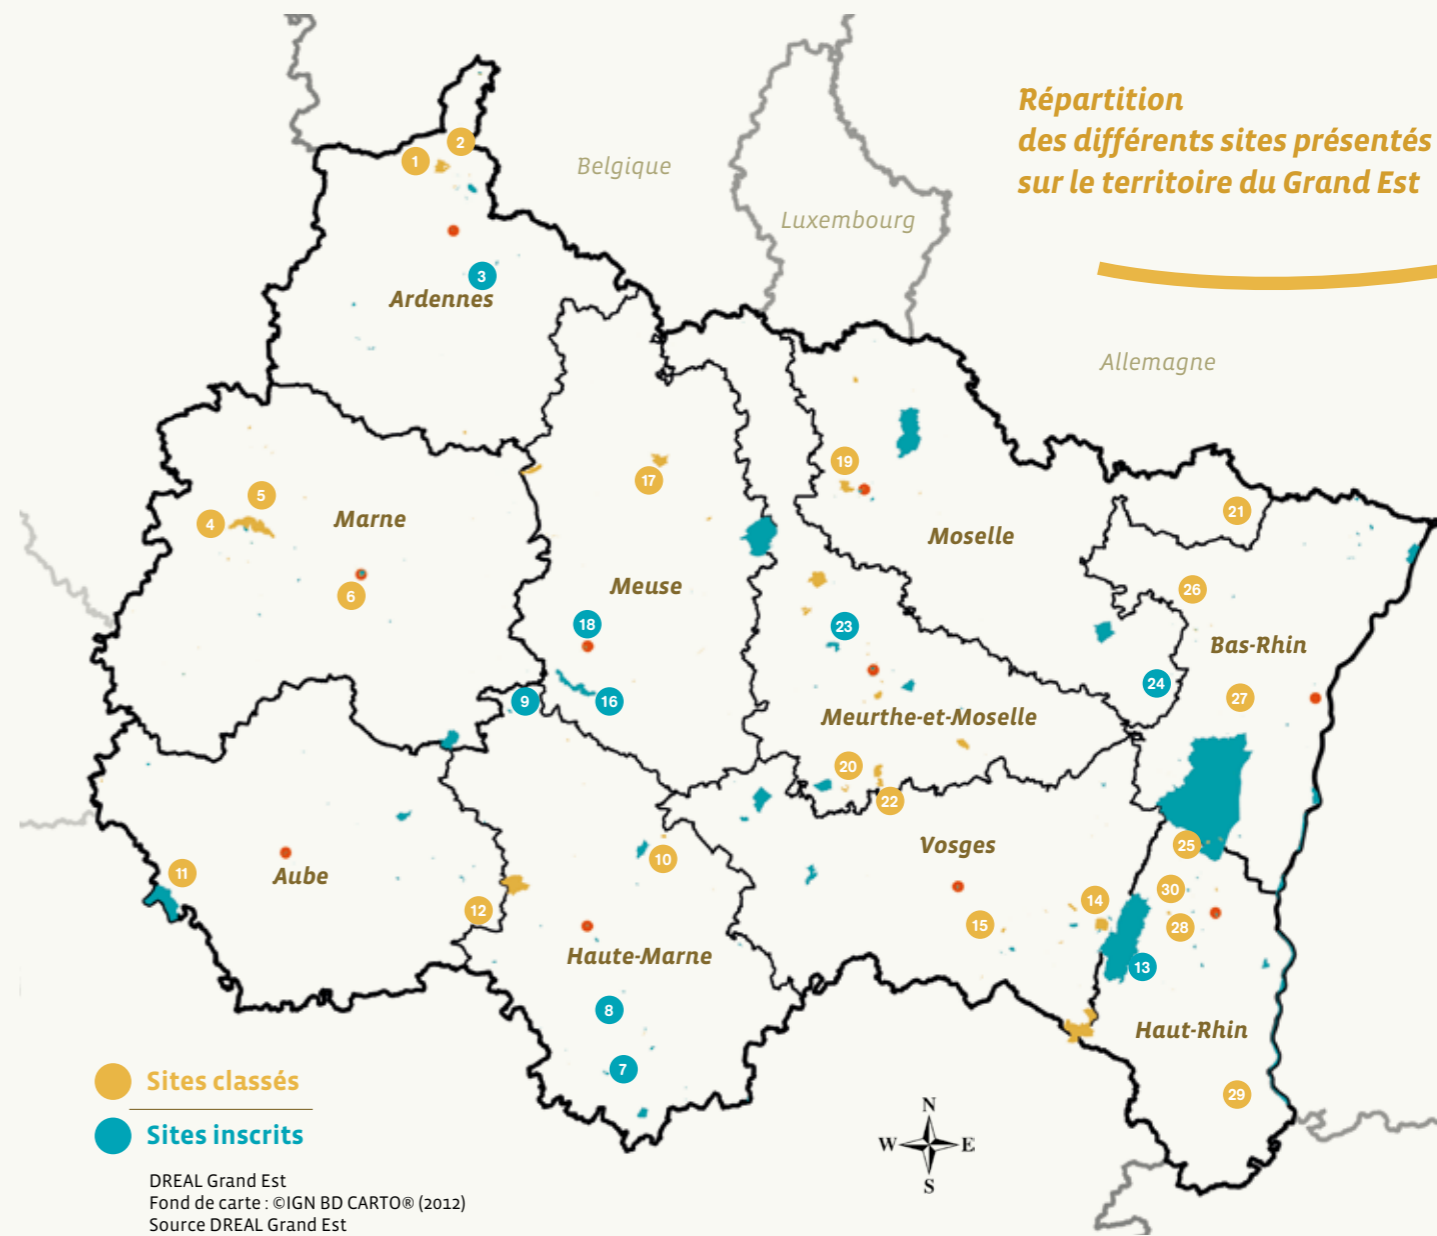 Répartition
des différents sites présentés
sur le territoire du Grand Est
Belgique
Luxembourg
Allemagne
1
2
3
Ardennes
4
5
Marne
6
17
Meuse
18
9
16
19
Moselle
21
26
23
Bas-Rhin
24
27
Meurthe-et-Moselle
20
22
Vosges
25
11
Aube
12
10
14
15
30
28
13
Haute-Marne
8
7
Haut-Rhin
29
Sites classés
Sites inscrits
N
W
E
S
DREAL Grand Est
Fond de carte : ©IGN BD CARTO® (2012)
Source DREAL Grand Est